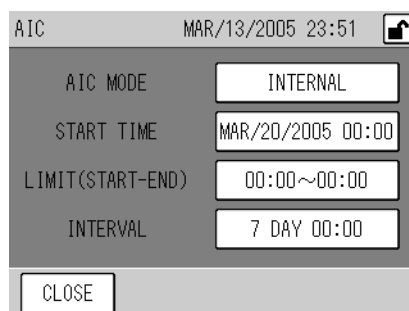 AIC MAR/13/2005 23:51
AIC MODE INTERNAL
START TIME MAR/20/2005 00:00
LIMIT(START-END) 00:00～00:00
INTERVAL 7 DAY 00:00
CLOSE